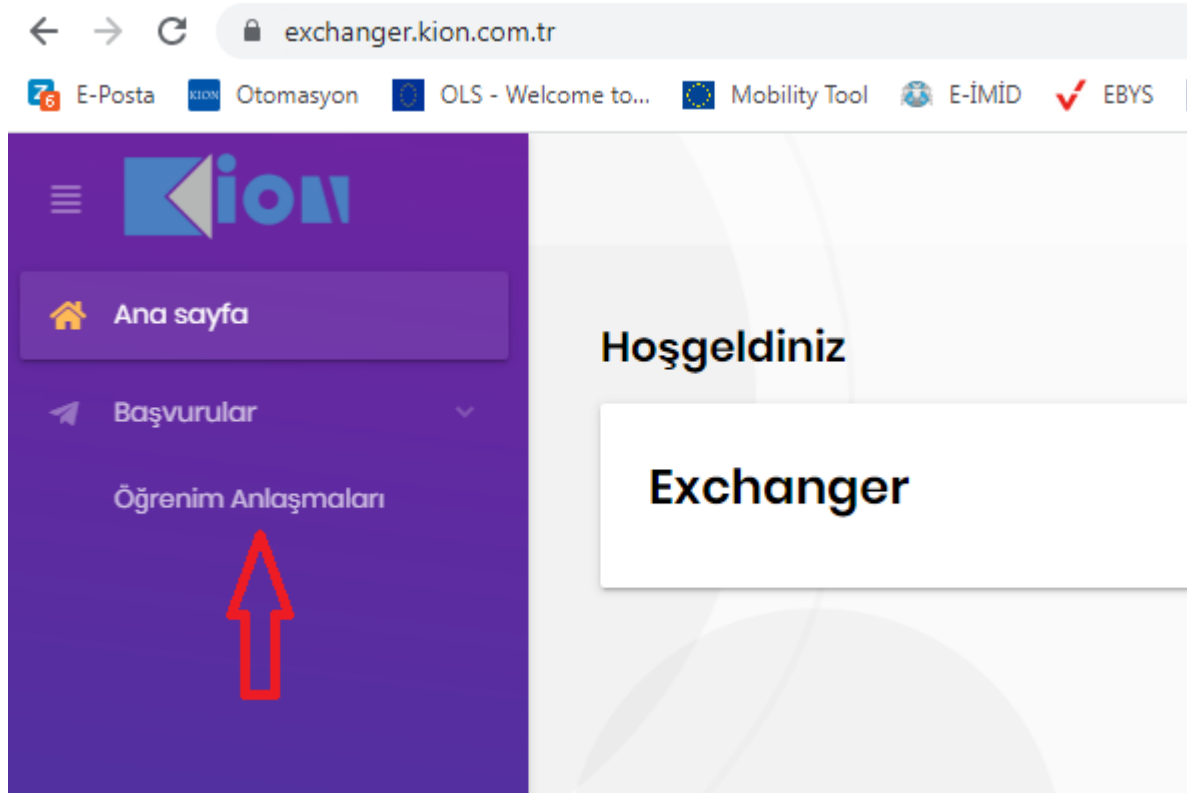 exchanger.kion.com.tr
E-Posta KION Otomasyon OLS - Welcome to... Mobility Tool E-İMİD EBYS
Kion
Ana sayfa
Başvurular
Öğrenim Anlaşmaları
Hoşgeldiniz
Exchanger